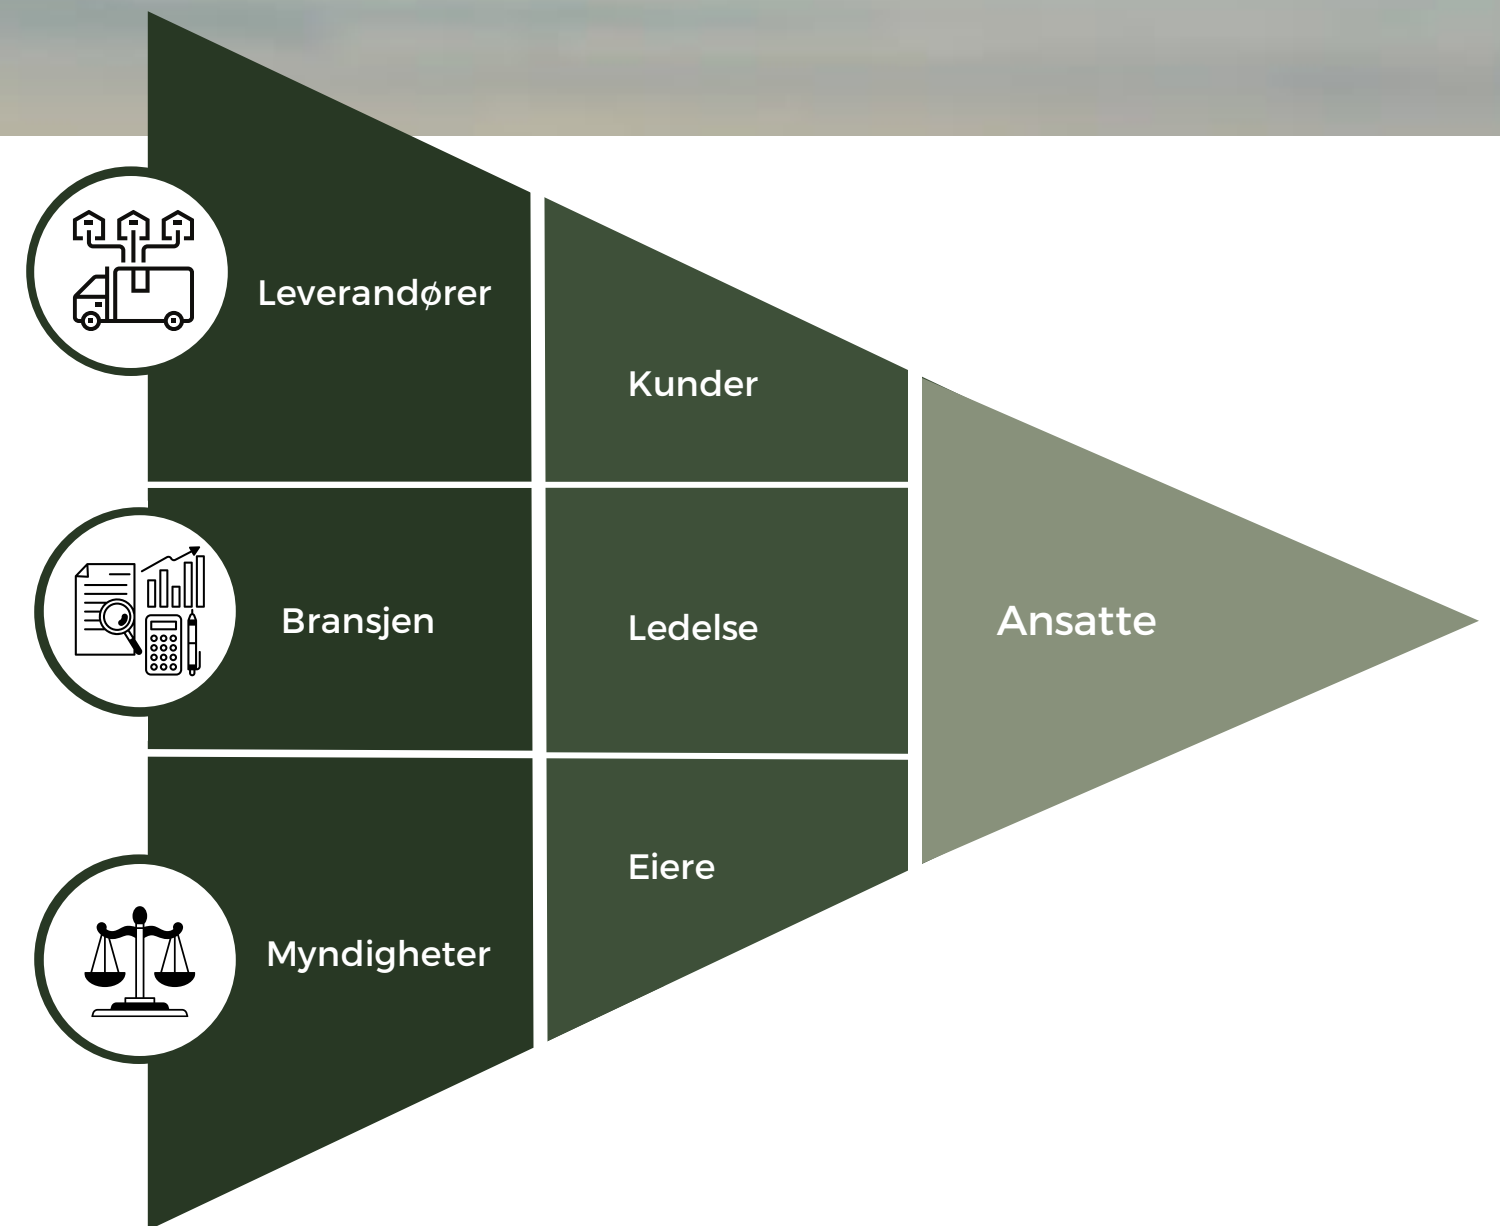 Leverandører
Bransjen
Myndigheter
Kunder
Ledelse
Eiere
Ansatte